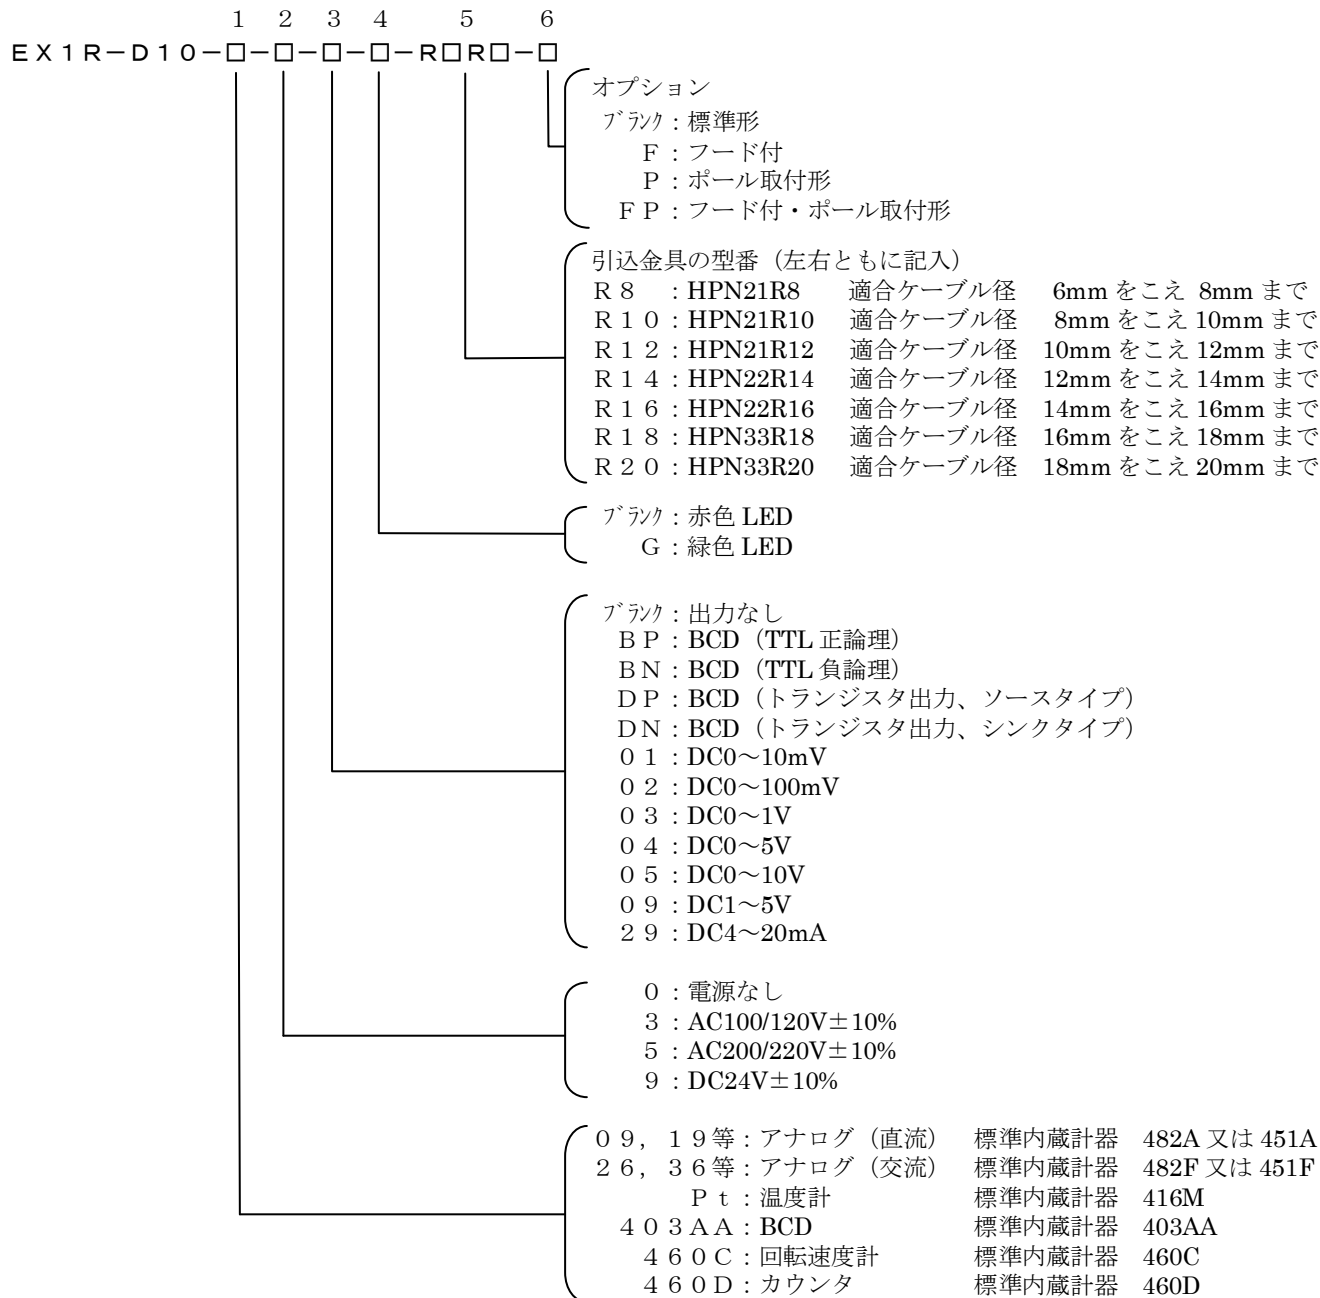 1 2 3 4 5 6
EX1R－D10－□－□－□－□－R□R□－□
オプション
ブランク：標準形
F：フード付
P：ポール取付形
FP：フード付・ポール取付形
引込金具の型番（左右ともに記入）
R8：HPN21R8 適合ケーブル径 6mm をこえ 8mm まで
R10：HPN21R10 適合ケーブル径 8mm をこえ 10mm まで
R12：HPN21R12 適合ケーブル径 10mm をこえ 12mm まで
R14：HPN22R14 適合ケーブル径 12mm をこえ 14mm まで
R16：HPN22R16 適合ケーブル径 14mm をこえ 16mm まで
R18：HPN33R18 適合ケーブル径 16mm をこえ 18mm まで
R20：HPN33R20 適合ケーブル径 18mm をこえ 20mm まで
ブランク：赤色 LED
G：緑色 LED
ブランク：出力なし
BP：BCD（TTL 正論理）
BN：BCD（TTL 負論理）
DP：BCD（トランジスタ出力、ソースタイプ）
DN：BCD（トランジスタ出力、シンクタイプ）
01：DC0～10mV
02：DC0～100mV
03：DC0～1V
04：DC0～5V
05：DC0～10V
09：DC1～5V
29：DC4～20mA
0：電源なし
3：AC100/120V±10%
5：AC200/220V±10%
9：DC24V±10%
09，19等：アナログ（直流） 標準内蔵計器 482A 又は 451A
26，36等：アナログ（交流） 標準内蔵計器 482F 又は 451F
Pt：温度計 標準内蔵計器 416M
403AA：BCD 標準内蔵計器 403AA
460C：回転速度計 標準内蔵計器 460C
460D：カウンタ 標準内蔵計器 460D